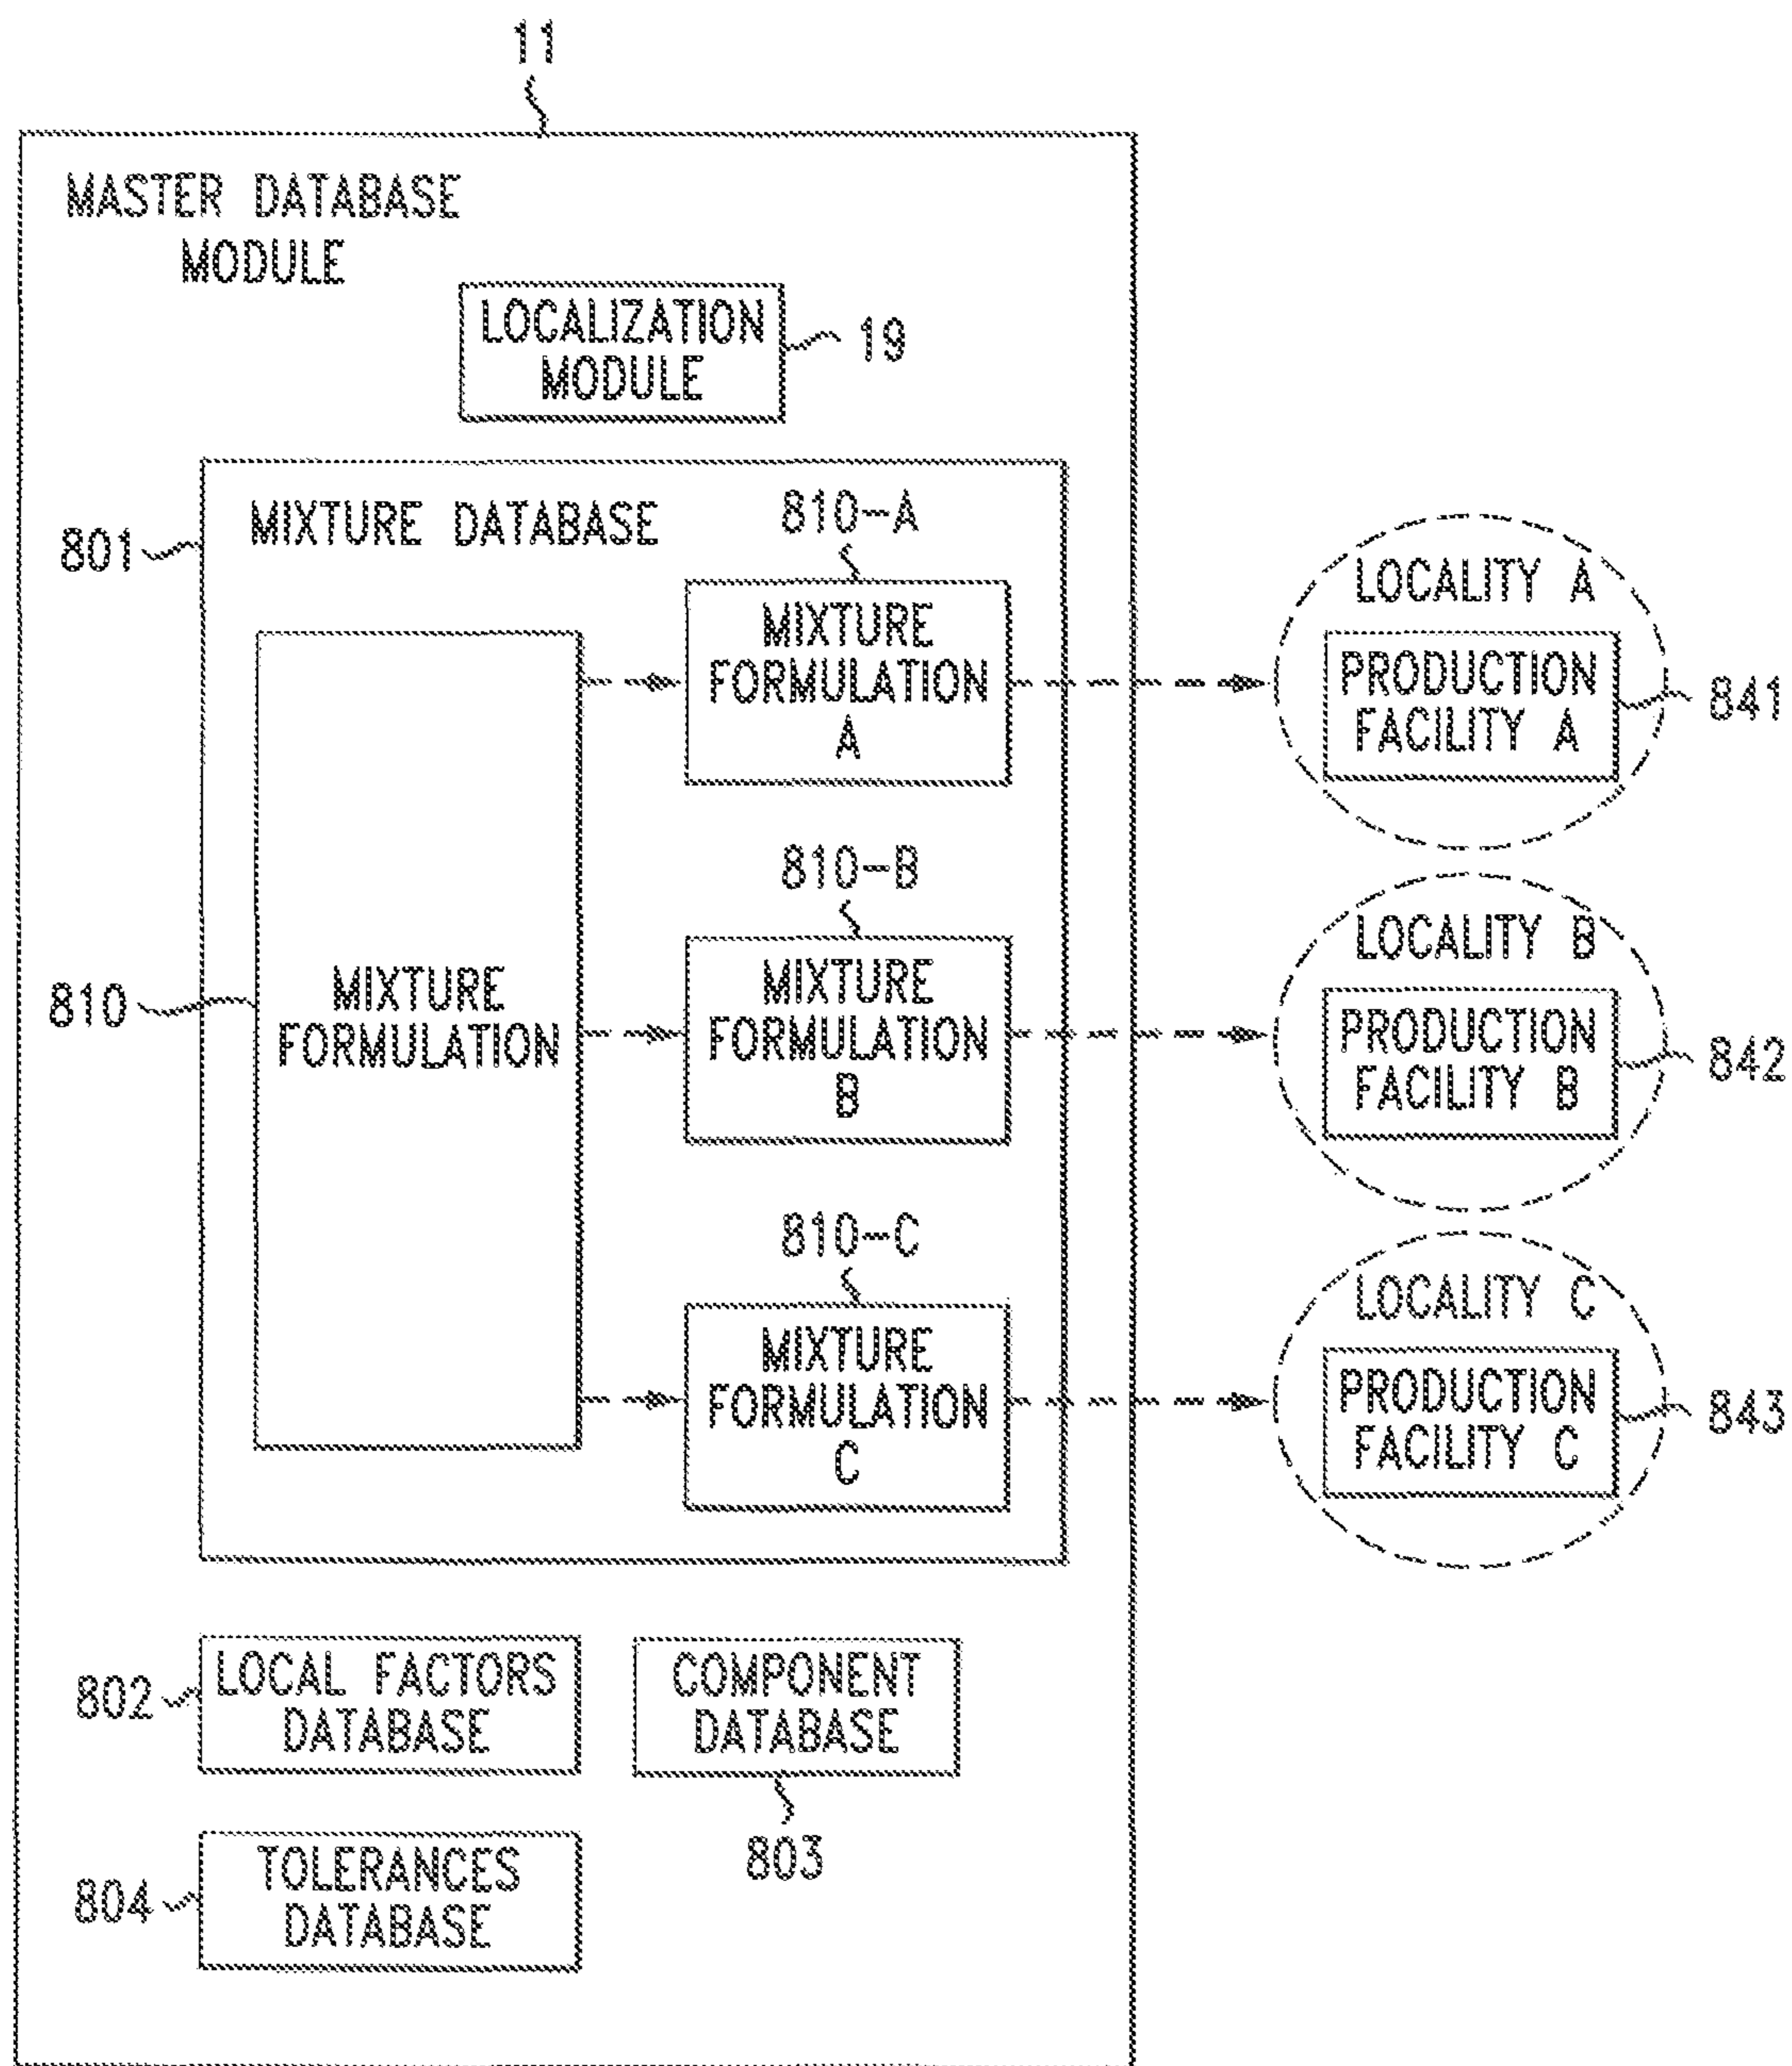 11
MASTER DATABASE
MODULE
LOCALIZATION
MODULE
19
801
MIXTURE DATABASE
810
MIXTURE
FORMULATION
810-A
MIXTURE
FORMULATION
A
810-B
MIXTURE
FORMULATION
B
810-C
MIXTURE
FORMULATION
C
LOCALITY A
PRODUCTION
FACILITY A
841
LOCALITY B
PRODUCTION
FACILITY B
842
LOCALITY C
PRODUCTION
FACILITY C
843
802
LOCAL FACTORS
DATABASE
COMPONENT
DATABASE
803
804
TOLERANCES
DATABASE